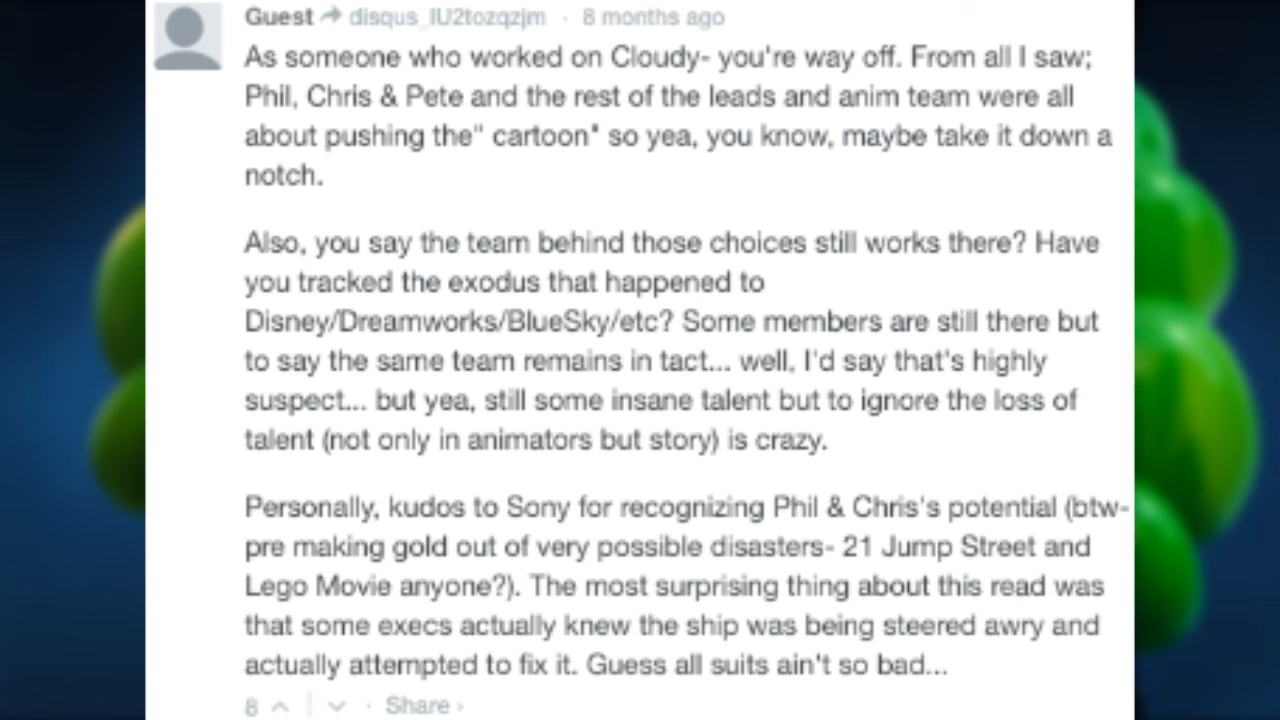 Guest disqus_IU2tozqzjm · 8 months ago
As someone who worked on Cloudy- you're way off. From all I saw;
Phil, Chris & Pete and the rest of the leads and anim team were all
about pushing the" cartoon" so yea, you know, maybe take it down a
notch.
Also, you say the team behind those choices still works there? Have
you tracked the exodus that happened to
Disney/Dreamworks/BlueSky/etc? Some members are still there but
to say the same team remains in tact... well, I'd say that's highly
suspect... but yea, still some insane talent but to ignore the loss of
talent (not only in animators but story) is crazy.
Personally, kudos to Sony for recognizing Phil & Chris's potential (btw-
pre making gold out of very possible disasters- 21 Jump Street and
Lego Movie anyone?). The most surprising thing about this read was
that some execs actually knew the ship was being steered awry and
actually attempted to fix it. Guess all suits ain't so bad...
8 · Share ›